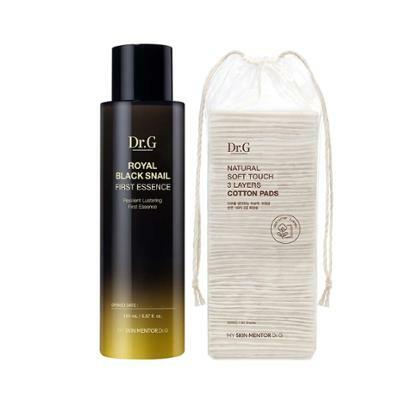 Dr.G
ROYAL
BLACK SNAIL
FIRST ESSENCE
Resilient Lustering
First Essence
MY SKIN MENTOR Dr.G
Dr.G
NATURAL
SOFT TOUCH
3 LAYERS
COTTON PADS
MY SKIN MENTOR Dr.G